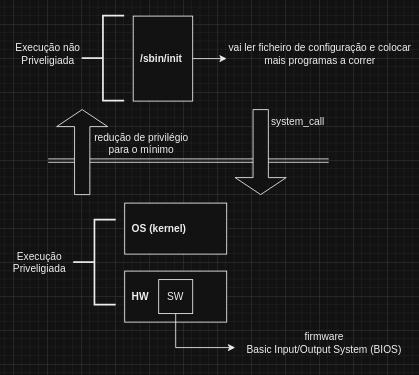 Execução não
Priveligiada
/sbin/init
vai ler ficheiro de configuração e colocar
mais programas a correr
redução de privilégio
para o mínimo
system_call
OS (kernel)
Execução
Priveligiada
HW
SW
firmware
Basic Input/Output System (BIOS)